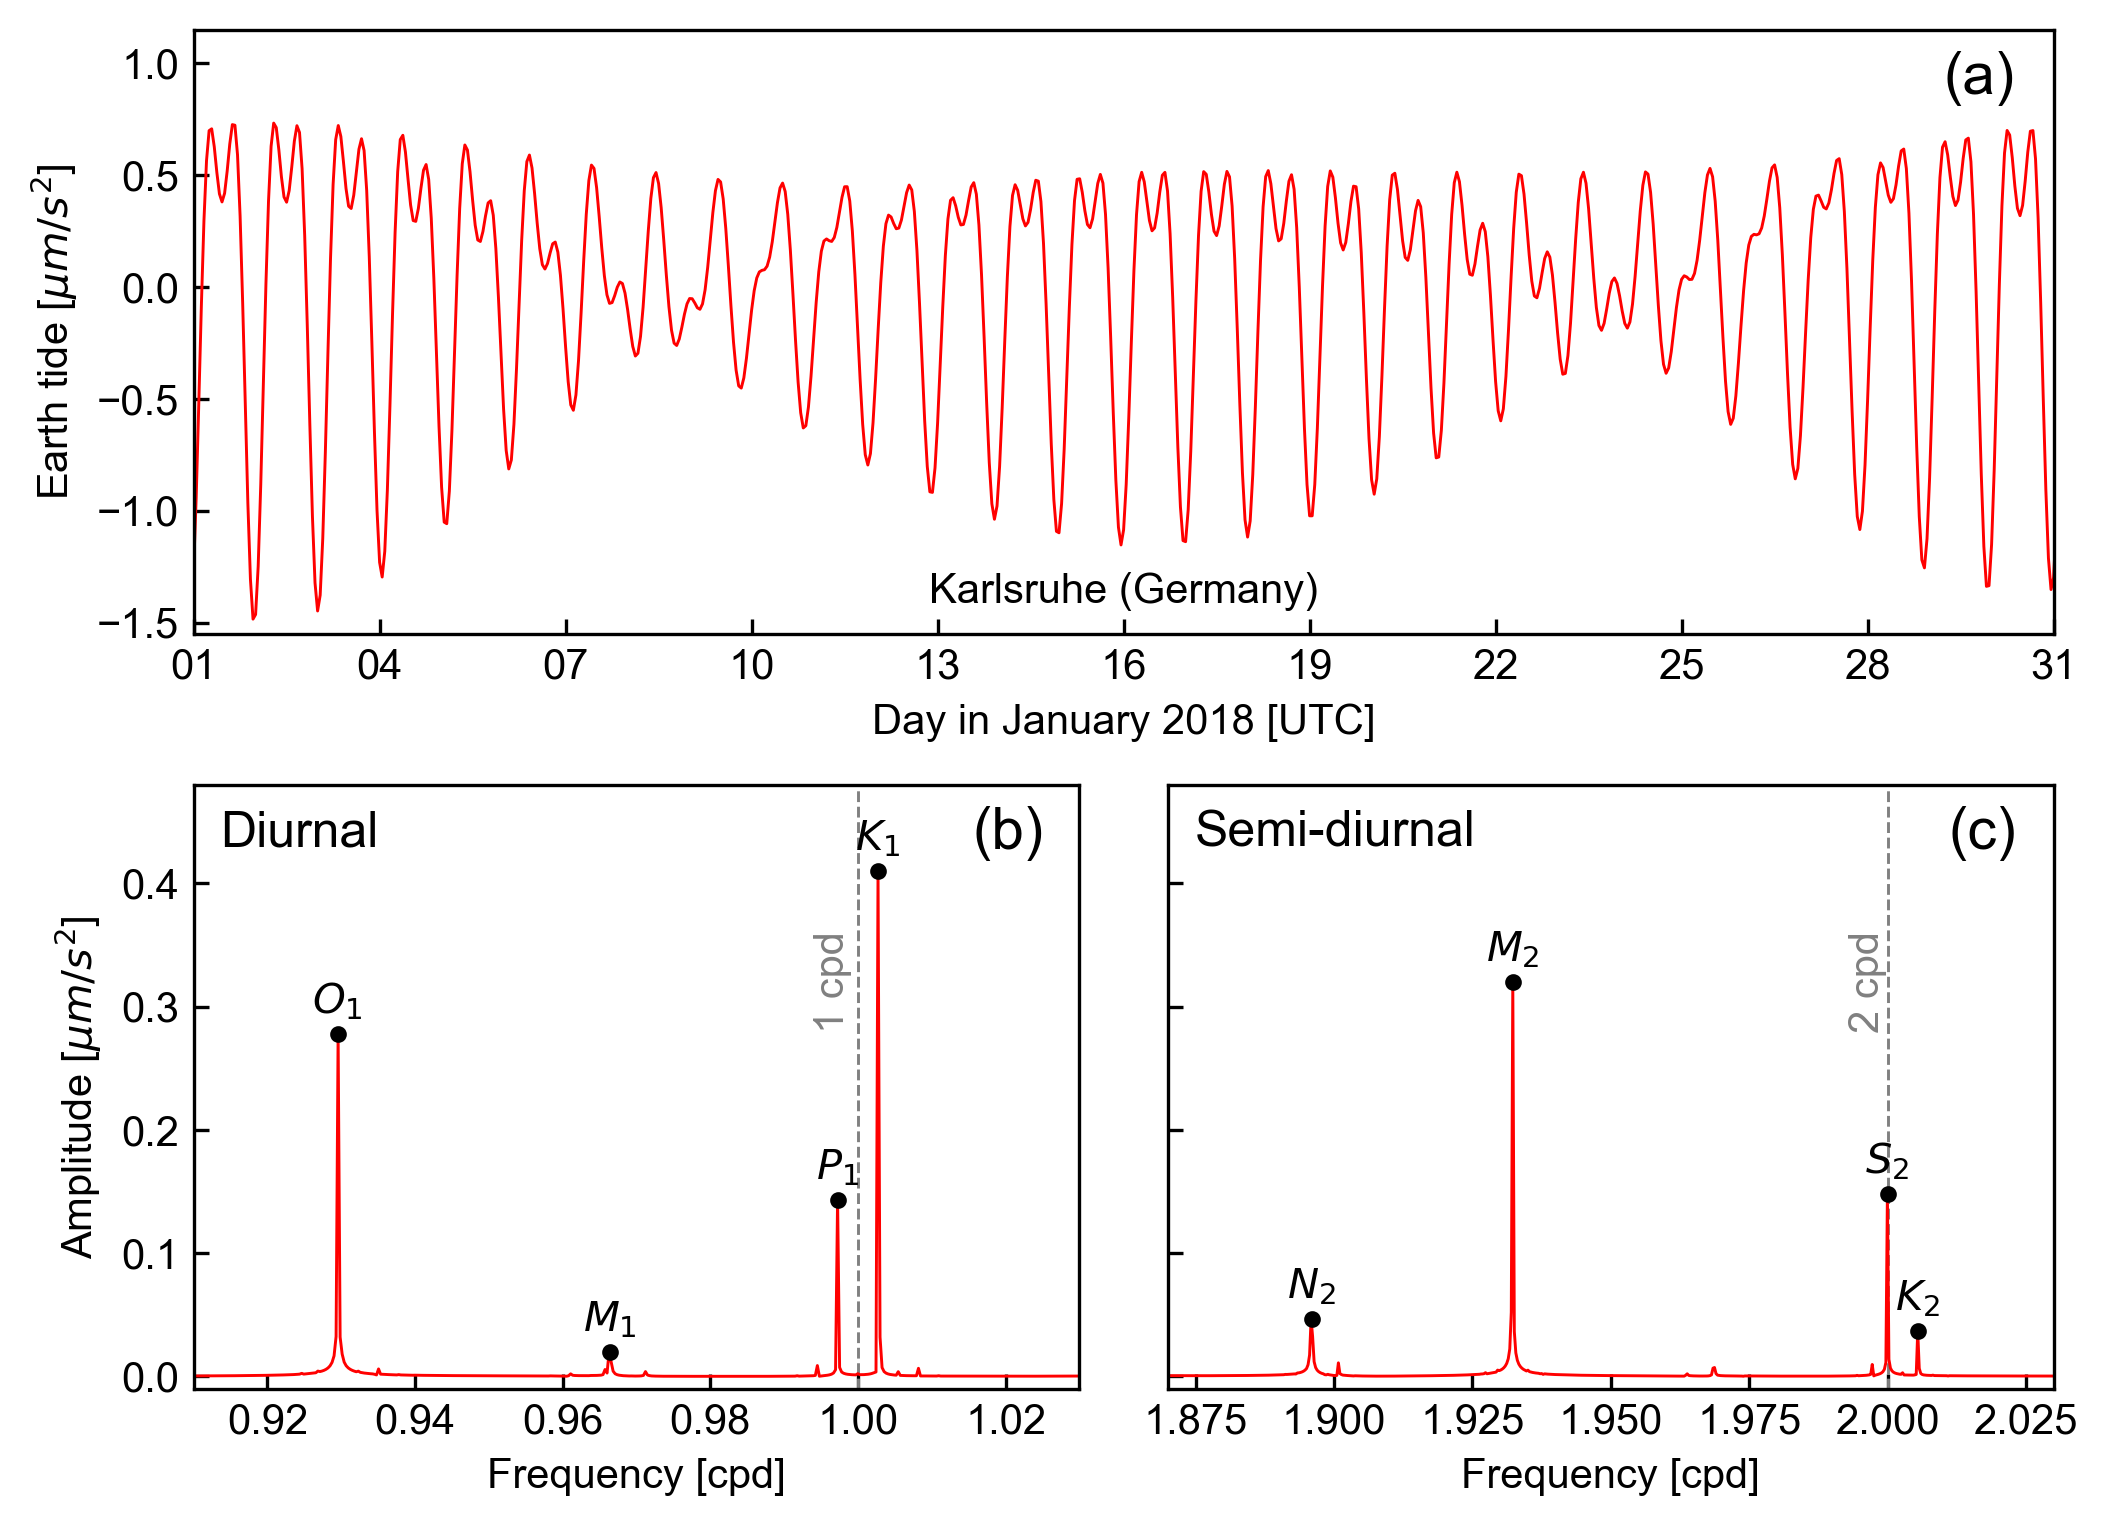 (a)
1.0
0.5
0.0
−0.5
−1.0
−1.5
Earth tide [μm/s²]
Karlsruhe (Germany)
01 04 07 10 13 16 19 22 25 28 31
Day in January 2018 [UTC]
Diurnal
(b)
0.4
0.3
0.2
0.1
0.0
Amplitude [μm/s²]
O₁
M₁
P₁
1 cpd
K₁
0.92 0.94 0.96 0.98 1.00 1.02
Frequency [cpd]
Semi-diurnal
(c)
N₂
M₂
2 cpd
S₂
K₂
1.875 1.900 1.925 1.950 1.975 2.000 2.025
Frequency [cpd]